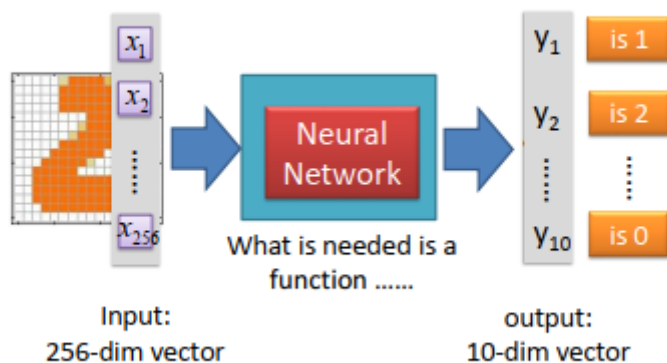 x1
x2
......
x256
Neural
Network
What is needed is a
function ......
y1
is 1
y2
is 2
......
......
y10
is 0
Input:
256-dim vector
output:
10-dim vector